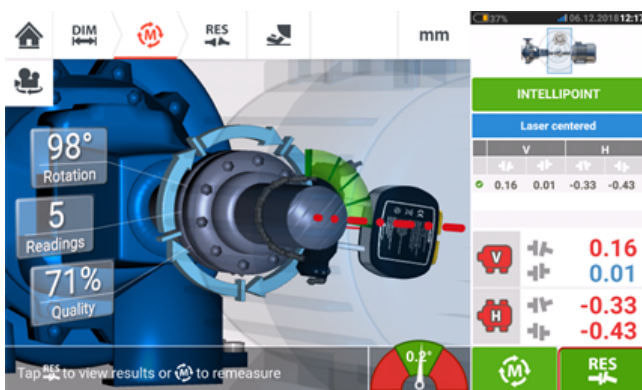 DIM
M
RES
mm
37%
06.12.2018 12:17
INTELLIPOINT
Laser centered
V H
0.16 0.01 -0.33 -0.43
98°
Rotation
5
Readings
71%
Quality
V
0.16
0.01
H
-0.33
-0.43
Tap RES to view results or M to remeasure
0.2°
M
RES